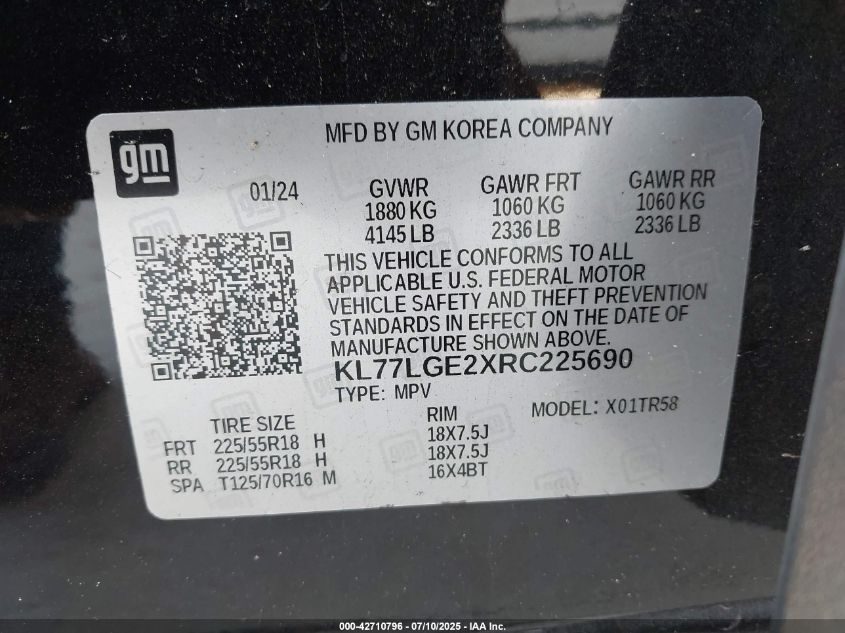 gm
MFD BY GM KOREA COMPANY
01/24
GVWR
1880 KG
4145 LB
GAWR FRT
1060 KG
2336 LB
GAWR RR
1060 KG
2336 LB
THIS VEHICLE CONFORMS TO ALL
APPLICABLE U.S. FEDERAL MOTOR
VEHICLE SAFETY AND THEFT PREVENTION
STANDARDS IN EFFECT ON THE DATE OF
MANUFACTURE SHOWN ABOVE.
KL77LGE2XRC225690
TYPE: MPV
MODEL: X01TR58
TIRE SIZE RIM
FRT 225/55R18 H 18X7.5J
RR 225/55R18 H 18X7.5J
SPA T125/70R16 M 16X4BT
000-42710796 - 07/10/2025 - IAAI.COM